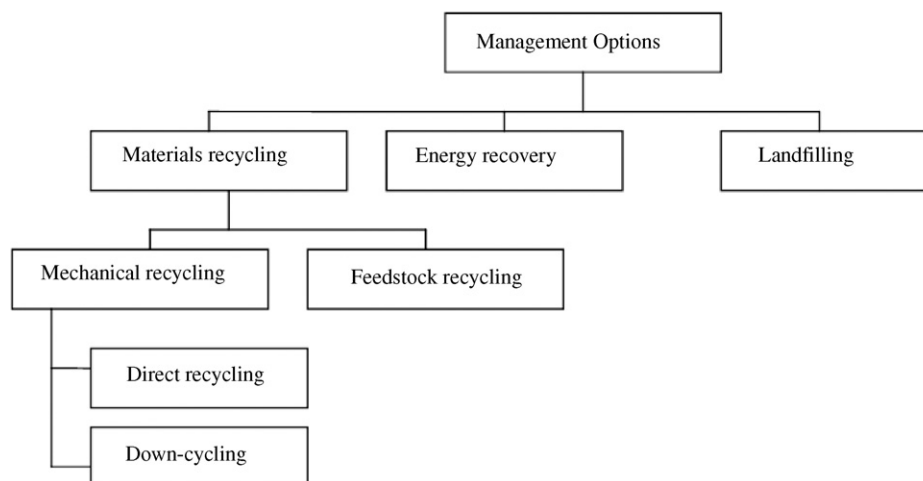 Management Options
Materials recycling
Energy recovery
Landfilling
Mechanical recycling
Feedstock recycling
Direct recycling
Down-cycling